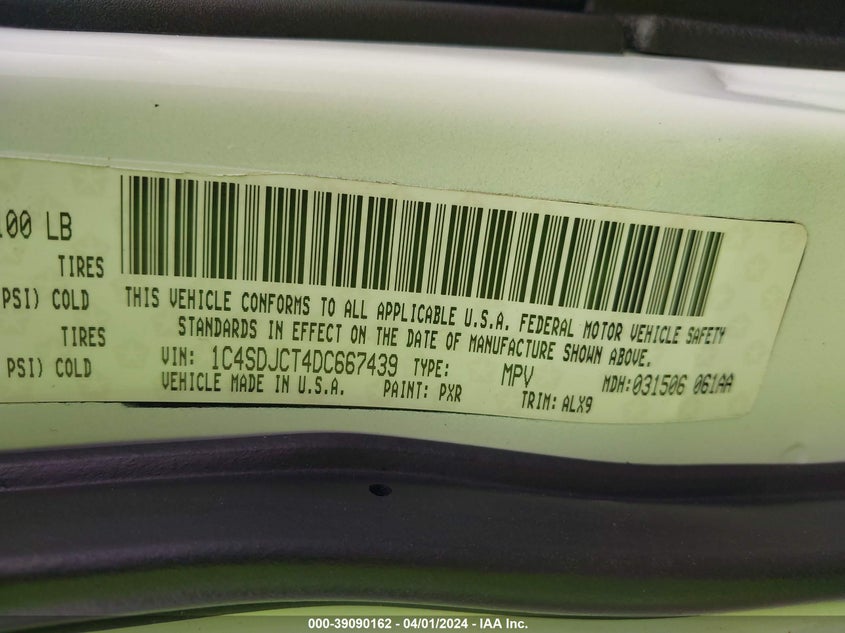 100 LB
TIRES
PSI) COLD
TIRES
PSI) COLD
THIS VEHICLE CONFORMS TO ALL APPLICABLE U.S.A. FEDERAL MOTOR VEHICLE SAFETY
STANDARDS IN EFFECT ON THE DATE OF MANUFACTURE SHOWN ABOVE.
VIN: 1C4SDJCT4DC667439 TYPE: MPV MDH:031506 061AA
VEHICLE MADE IN U.S.A. PAINT: PXR TRIM: ALX9
000-39090162 - 04/01/2024 - IAA Inc.